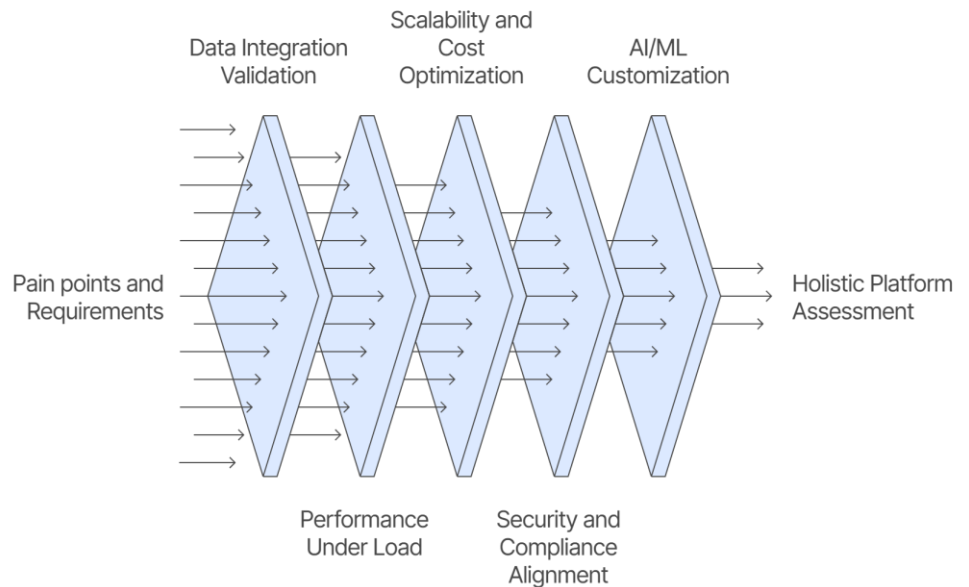 Scalability and
Cost
Optimization
Data Integration
Validation
AI/ML
Customization
Pain points and
Requirements
Holistic Platform
Assessment
Performance
Under Load
Security and
Compliance
Alignment